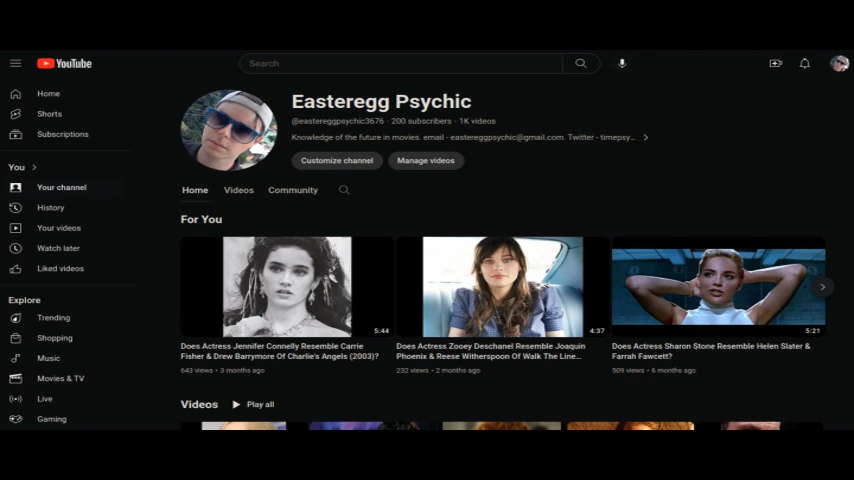 YouTube
Search
Home
Shorts
Subscriptions
You
Your channel
History
Your videos
Watch later
Liked videos
Explore
Trending
Shopping
Music
Movies & TV
Live
Gaming
Easteregg Psychic
@eastereggpsychic3676 · 200 subscribers · 1K videos
Knowledge of the future in movies. email - eastereggpsychic@gmail.com. Twitter - timepsy...
Customize channel
Manage videos
Home Videos Community
For You
5:44
Does Actress Jennifer Connelly Resemble Carrie
Fisher & Drew Barrymore Of Charlie's Angels (2003)?
643 views · 3 months ago
4:37
Does Actress Zooey Deschanel Resemble Joaquin
Phoenix & Reese Witherspoon Of Walk The Line...
232 views · 2 months ago
5:21
Does Actress Sharon Stone Resemble Helen Slater &
Farrah Fawcett?
509 views · 6 months ago
Videos
Play all